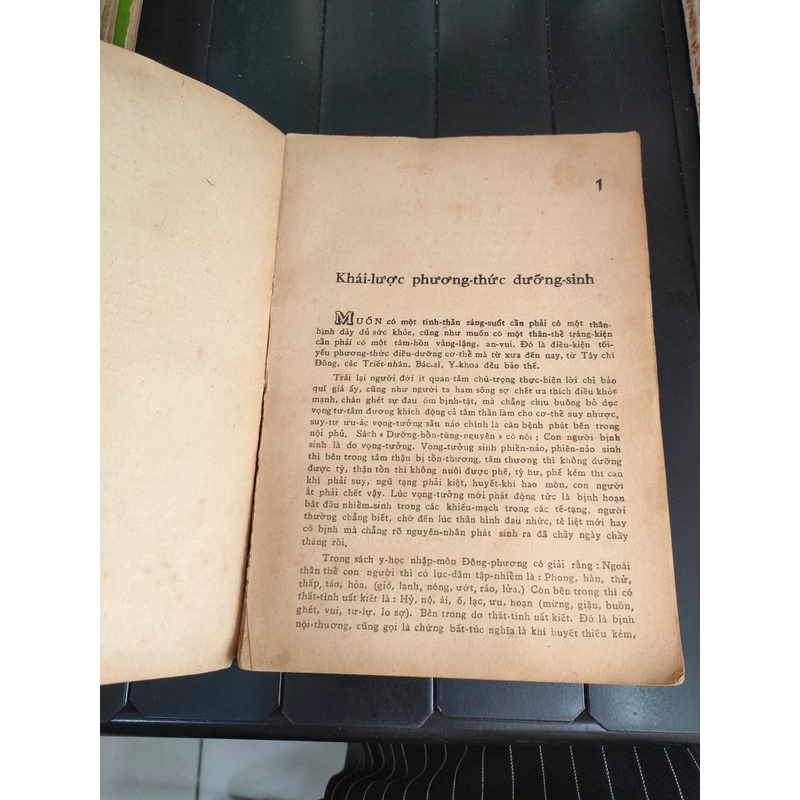 1
Khái-lược phương-thức dưỡng-sinh
MUỐN có một tinh-thần sáng-suốt cần phải có một thân-
hình đầy đủ sức khỏe, cũng như muốn có một thân-thể tráng-kiện
cần phải có một tâm-hồn vắng-lặng, an-vui. Đó là điều-kiện tối-
yếu phương-thức điều-dưỡng cơ-thể mà từ xưa đến nay, từ Tây chí
Đông, các Triết-nhân, Bác-sĩ, Y-khoa đều bảo thế.
Trái lại người đời ít quan-tâm chú-trọng thực-hiện lời chỉ bảo
quí giá ấy, cũng như người ta ham sống sợ chết ưa thích điều khỏe
mạnh, chán ghét sự đau ốm bịnh-tật, mà chẳng chịu buông bỏ dục
vọng tư-tâm đương khích động cả tâm thần làm cho cơ-thể suy nhược,
suy-tư ưu-ác vọng-tưởng sầu não chính là căn bệnh phát bên trong
nội phủ. Sách « Dưỡng-bồn-tùng-nguyên » có nói : Con người bịnh
sinh là do vọng-tưởng. Vọng-tưởng sinh phiền-não, phiên-não sinh
thì bên trong tâm thận bị tồn-thương, tâm thương thì không dưỡng
được tỳ, thận tồn thì không nuôi được phế, tỳ hư, phế kém thì can
khí phải suy, ngũ tạng phải kiệt, huyết-khí hao mòn, con người
ắt phải chết vậy. Lúc vọng-tưởng mới phát động tức là bịnh hoạn
bắt đầu nhiễm-sinh trong các khiếu-mạch trong các tế-tạng, người
thường chẳng biết, chờ đến lúc thân hình đau nhức, tê liệt mới hay
có bịnh mà chẳng rõ nguyên-nhân phát sinh ra đã chầy ngày chầy
tháng rồi.
Trong sách y-học nhập-môn Đông-phương có giải rằng : Ngoài
thân-thể con người thì có lục-dâm tập-nhiễm là : Phong, hàn, thử,
thấp, táo, hỏa, (gió, lạnh, nóng, ướt, ráo, lửa.) Còn bên trong thì có
thất-tình uất kiết là : Hỷ, nộ, ái, ố, lạc, ưu, hoạn (mừng, giận, buồn,
ghét, vui, tư-lự, lo sợ). Bên trong do thất-tình uất kiết. Đó là bịnh
nội-thương, cũng gọi là chứng bất-túc nghĩa là khí huyết thiếu kém,